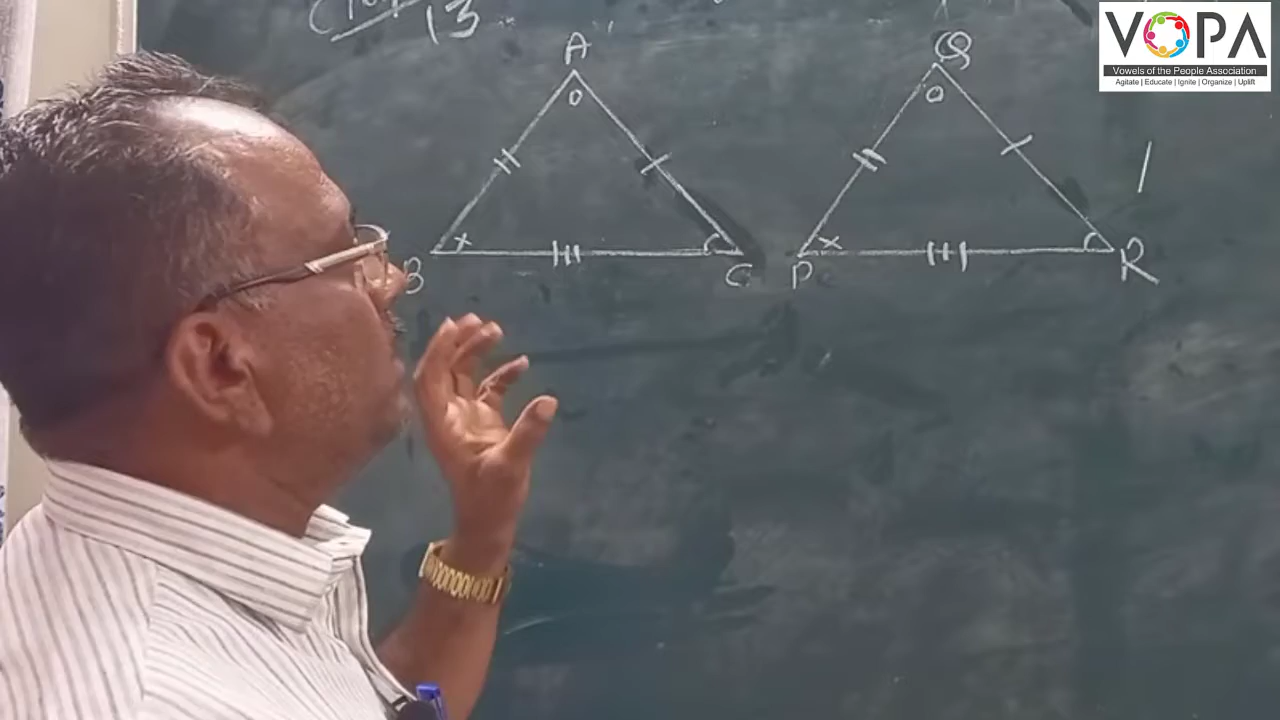 13
A
Q
B
C
P
R
VOPA
Vowels of the People Association
Agitate | Educate | Ignite | Organize | Uplift